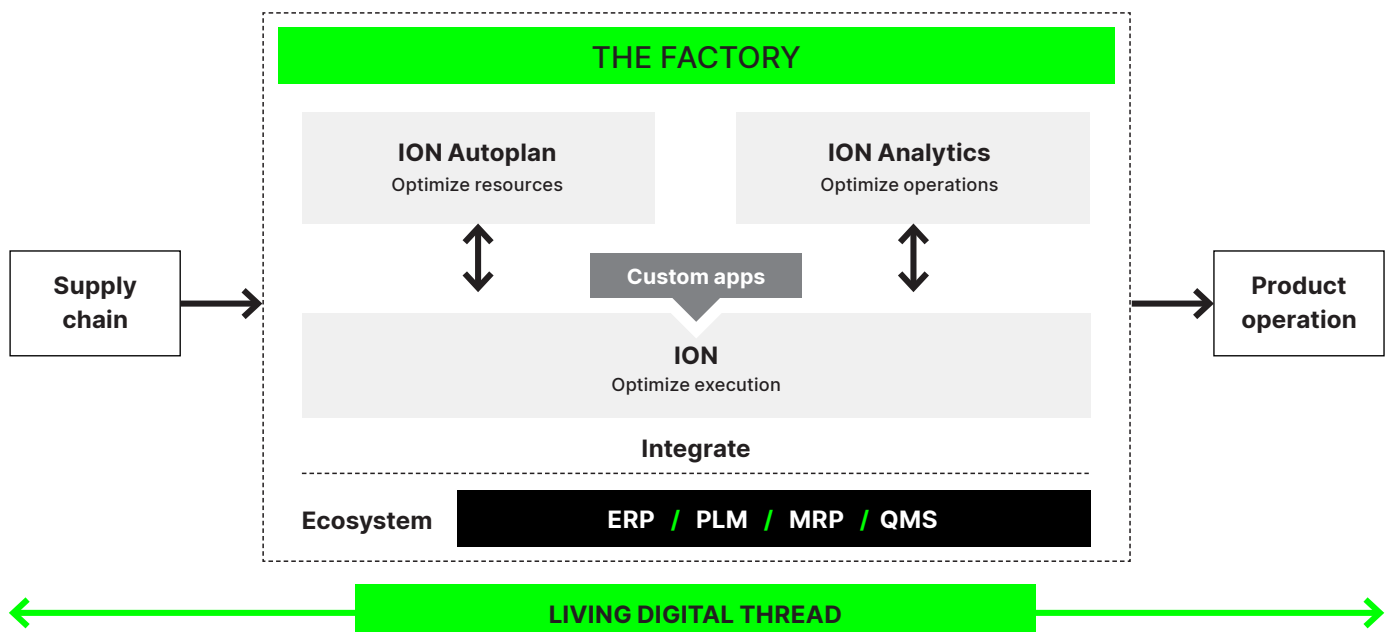 THE FACTORY
ION Autoplan
Optimize resources
ION Analytics
Optimize operations
Supply
chain
Custom apps
Product
operation
ION
Optimize execution
Integrate
Ecosystem
ERP / PLM / MRP / QMS
LIVING DIGITAL THREAD